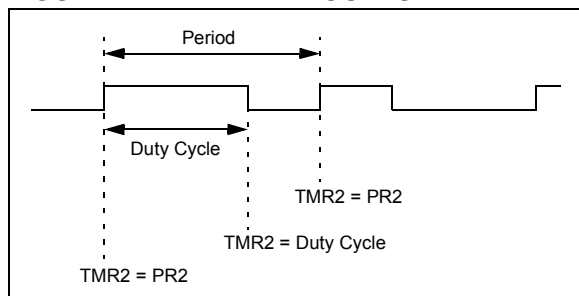 Period
Duty Cycle
TMR2 = PR2
TMR2 = Duty Cycle
TMR2 = PR2